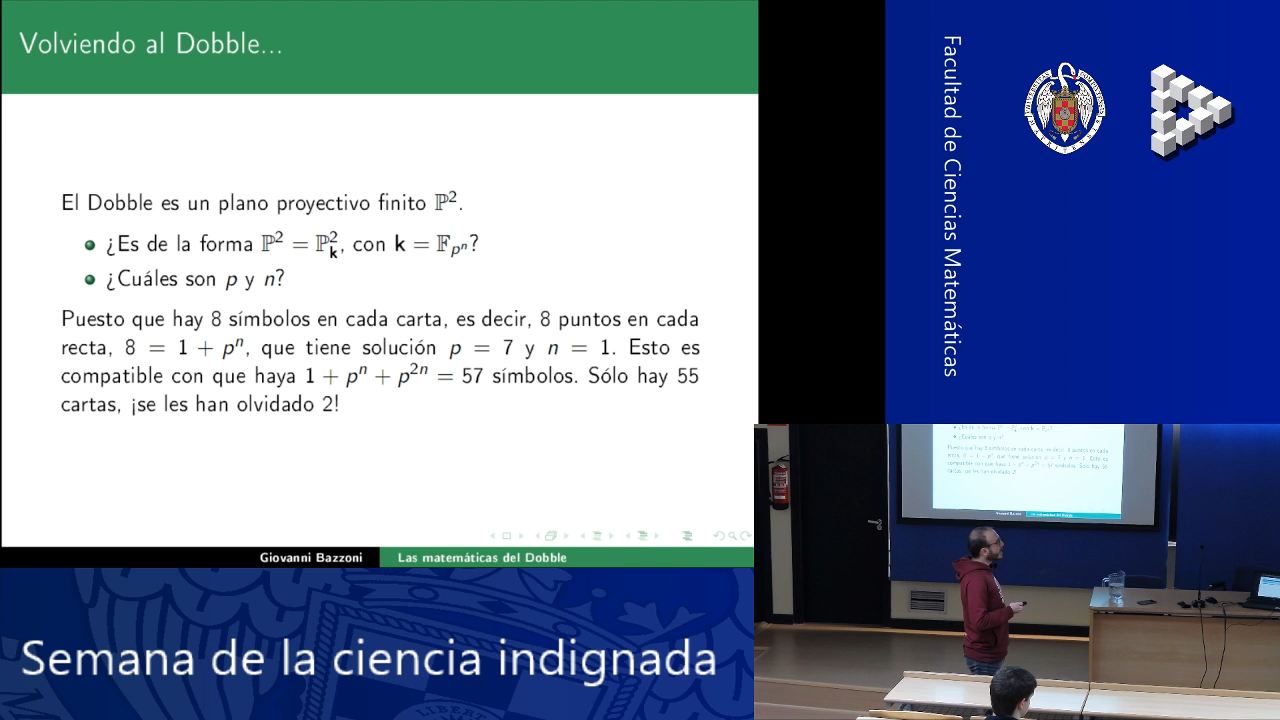 Volviendo al Dobble...
El Dobble es un plano proyectivo finito ℙ².
¿Es de la forma ℙ² = ℙ²ₖ, con k = 𝔽_{pⁿ}?
¿Cuáles son p y n?
Puesto que hay 8 símbolos en cada carta, es decir, 8 puntos en cada
recta, 8 = 1 + pⁿ, que tiene solución p = 7 y n = 1. Esto es
compatible con que haya 1 + pⁿ + p²ⁿ = 57 símbolos. Sólo hay 55
cartas, ¡se les han olvidado 2!
Giovanni Bazzoni
Las matemáticas del Dobble
Semana de la ciencia indignada
Facultad de Ciencias Matemáticas